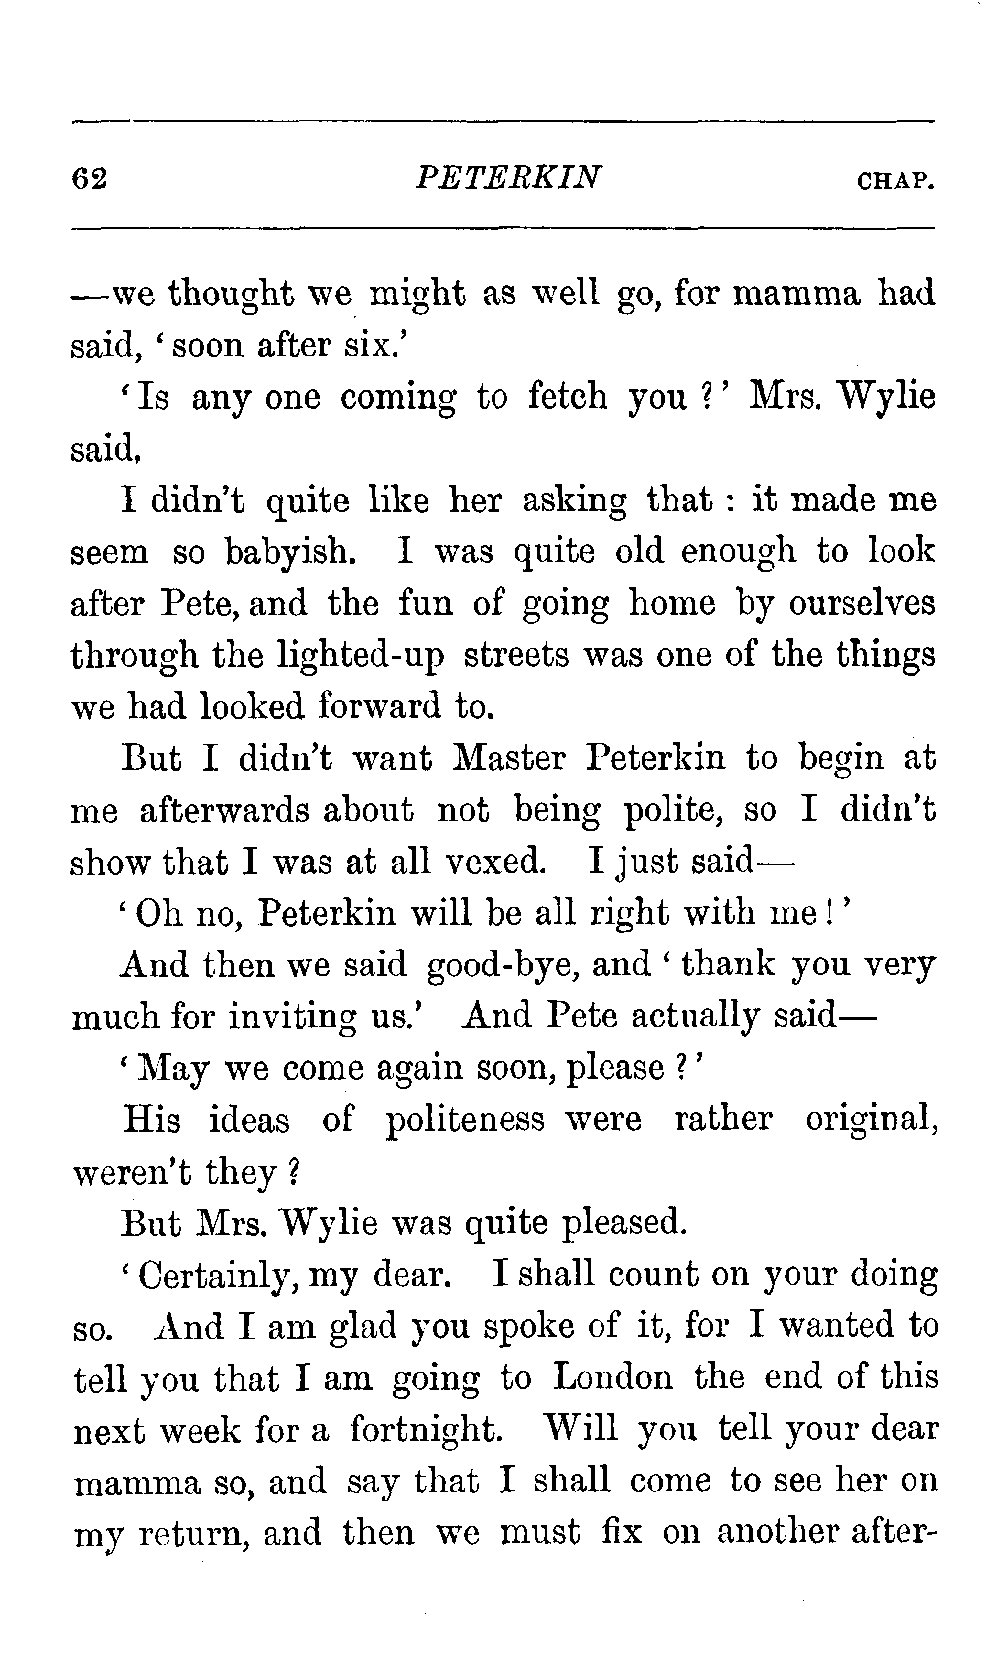 62 PETERKIN CHAP.
—we thought we might as well go, for mamma had
said, ‘soon after six.’
‘Is any one coming to fetch you?’ Mrs. Wylie
said,
I didn’t quite like her asking that: it made me
seem so babyish. I was quite old enough to look
after Pete, and the fun of going home by ourselves
through the lighted-up streets was one of the things
we had looked forward to.
But I didn’t want Master Peterkin to begin at
me afterwards about not being polite, so I didn’t
show that I was at all vexed. I just said—
‘Oh no, Peterkin will be all right with me!’
And then we said good-bye, and ‘thank you very
much for inviting us.’ And Pete actually said—
‘May we come again soon, please?’
His ideas of politeness were rather original,
weren’t they?
But Mrs. Wylie was quite pleased.
‘Certainly, my dear. I shall count on your doing
so. And I am glad you spoke of it, for I wanted to
tell you that I am going to London the end of this
next week for a fortnight. Will you tell your dear
mamma so, and say that I shall come to see her on
my return, and then we must fix on another after-